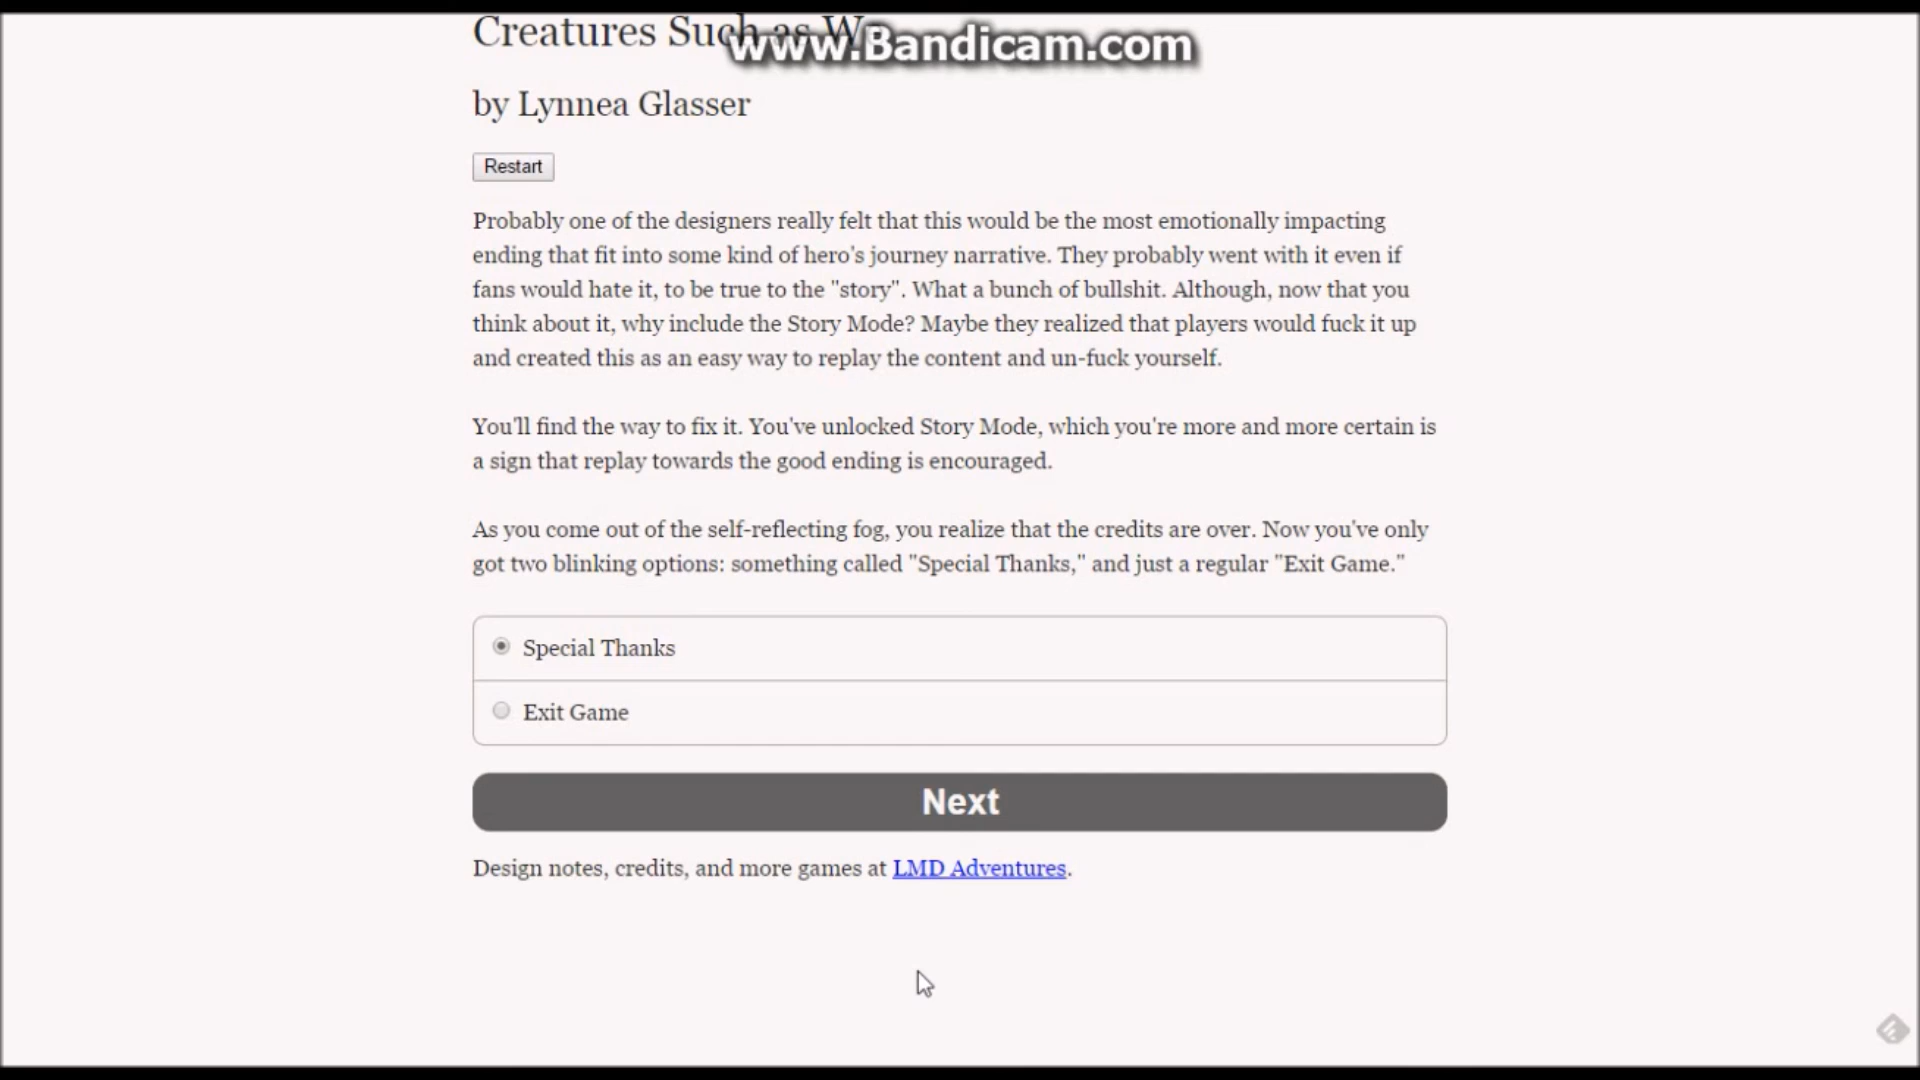 Creatures Such as W
www.Bandicam.com
by Lynnea Glasser
Restart
Probably one of the designers really felt that this would be the most emotionally impacting
ending that fit into some kind of hero's journey narrative. They probably went with it even if
fans would hate it, to be true to the "story". What a bunch of bullshit. Although, now that you
think about it, why include the Story Mode? Maybe they realized that players would fuck it up
and created this as an easy way to replay the content and un-fuck yourself.
You'll find the way to fix it. You've unlocked Story Mode, which you're more and more certain is
a sign that replay towards the good ending is encouraged.
As you come out of the self-reflecting fog, you realize that the credits are over. Now you've only
got two blinking options: something called "Special Thanks," and just a regular "Exit Game."
Special Thanks
Exit Game
Next
Design notes, credits, and more games at LMD Adventures.